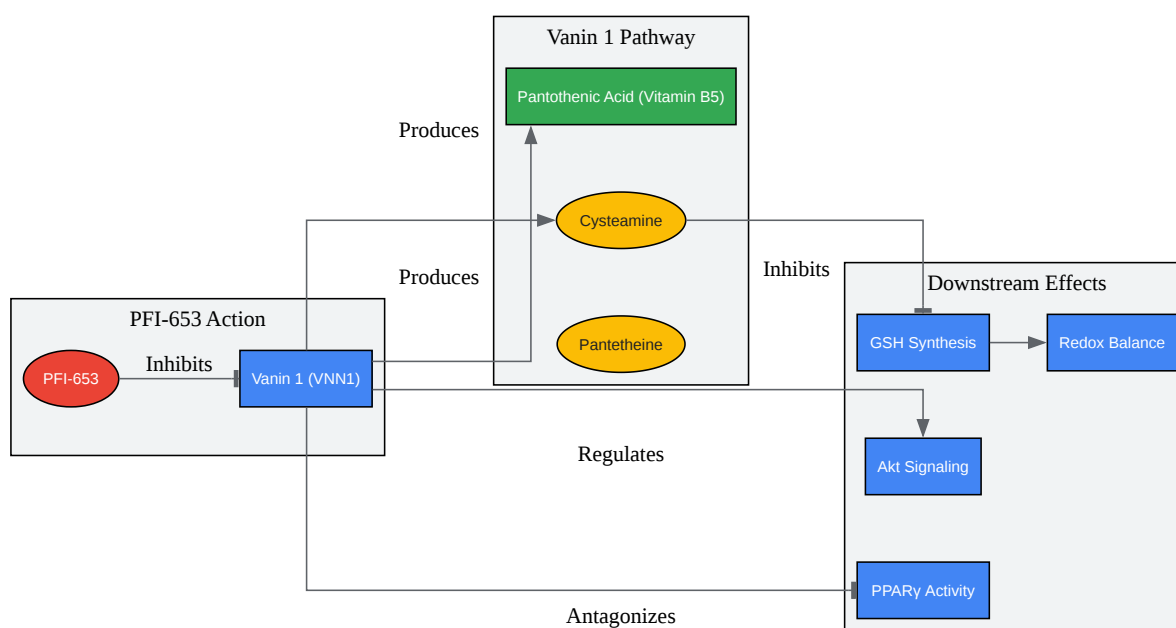 Vanin 1 Pathway
Pantothenic Acid (Vitamin B5)
Produces
Cysteamine
Produces
Inhibits
Downstream Effects
PFI-653 Action
GSH Synthesis
Redox Balance
Pantetheine
Inhibits
PFI-653
Vanin 1 (VNN1)
Regulates
Akt Signaling
PPARγ Activity
Antagonizes